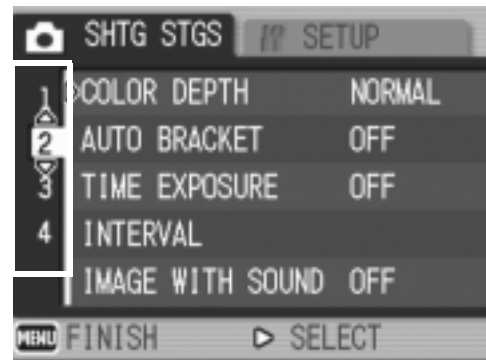 SHTG STGS SETUP
1 COLOR DEPTH NORMAL
2 AUTO BRACKET OFF
3 TIME EXPOSURE OFF
4 INTERVAL
IMAGE WITH SOUND OFF
MENU FINISH SELECT